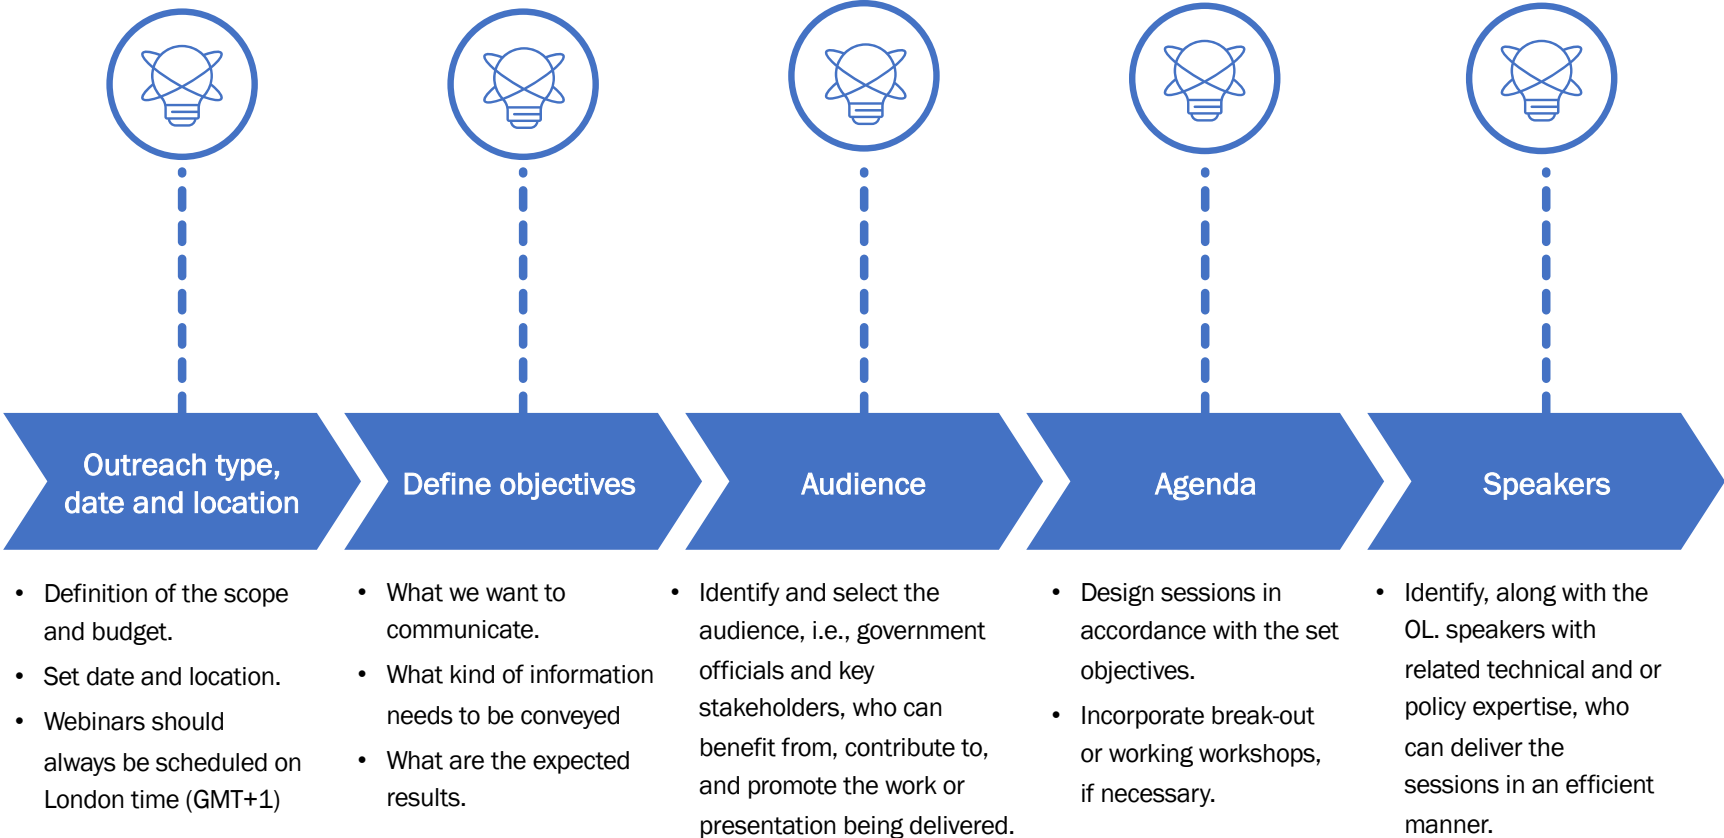 Outreach type,
date and location
Define objectives
Audience
Agenda
Speakers
• Definition of the scope
and budget.
• Set date and location.
• Webinars should
always be scheduled on
London time (GMT+1)
• What we want to
communicate.
• What kind of information
needs to be conveyed
• What are the expected
results.
• Identify and select the
audience, i.e., government
officials and key
stakeholders, who can
benefit from, contribute to,
and promote the work or
presentation being delivered.
• Design sessions in
accordance with the set
objectives.
• Incorporate break-out
or working workshops,
if necessary.
• Identify, along with the
OL. speakers with
related technical and or
policy expertise, who
can deliver the
sessions in an efficient
manner.